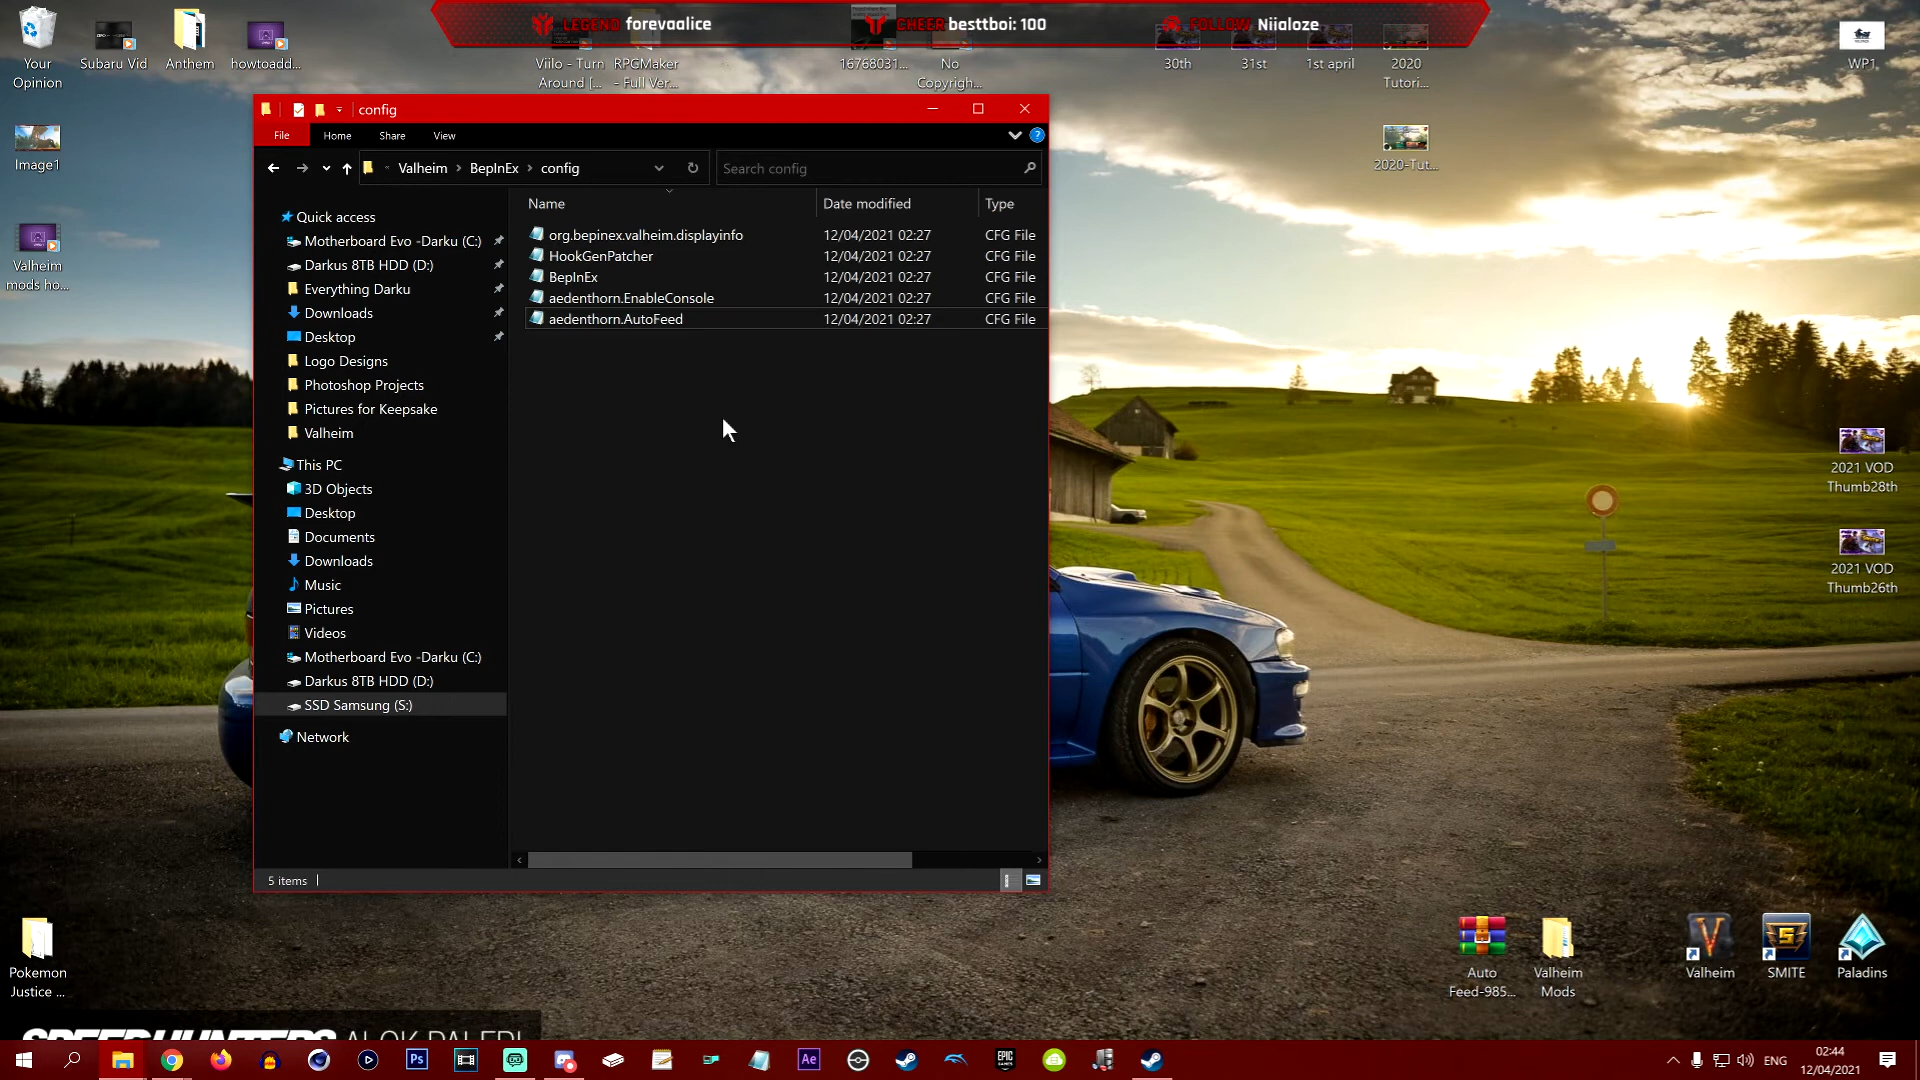 LEGEND forevaalice
CHEER besttboi: 100
FOLLOW Niialoze
Your
Opinion
Subaru Vid
Anthem
howtoadd...
Viilo - Turn
Around [...
RPGMaker
- Full Ver...
16768031...
No
Copyrigh...
30th
31st
1st april
2020
Tutori...
WP1
Image1
2020-Tut...
Valheim
mods ho...
config
File
Home
Share
View
?
Valheim
BepInEx
config
Search config
Name
Date modified
Type
Quick access
Motherboard Evo -Darku (C:)
Darkus 8TB HDD (D:)
Everything Darku
Downloads
Desktop
Logo Designs
Photoshop Projects
Pictures for Keepsake
Valheim
This PC
3D Objects
Desktop
Documents
Downloads
Music
Pictures
Videos
Motherboard Evo -Darku (C:)
Darkus 8TB HDD (D:)
SSD Samsung (S:)
Network
org.bepinex.valheim.displayinfo 12/04/2021 02:27 CFG File
HookGenPatcher 12/04/2021 02:27 CFG File
BepInEx 12/04/2021 02:27 CFG File
aedenthorn.EnableConsole 12/04/2021 02:27 CFG File
aedenthorn.AutoFeed 12/04/2021 02:27 CFG File
5 items
2021 VOD
Thumb28th
2021 VOD
Thumb26th
Pokemon
Justice ...
Auto
Feed-985...
Valheim
Mods
Valheim
SMITE
Paladins
SPEEDHUNTERS ALOK PALERI
Ps
Ae
EPIC
GAMES
ENG
02:44
12/04/2021